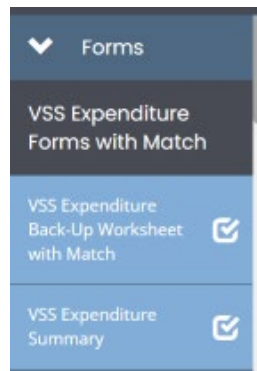 Forms
VSS Expenditure
Forms with Match
VSS Expenditure
Back-Up Worksheet
with Match
VSS Expenditure
Summary